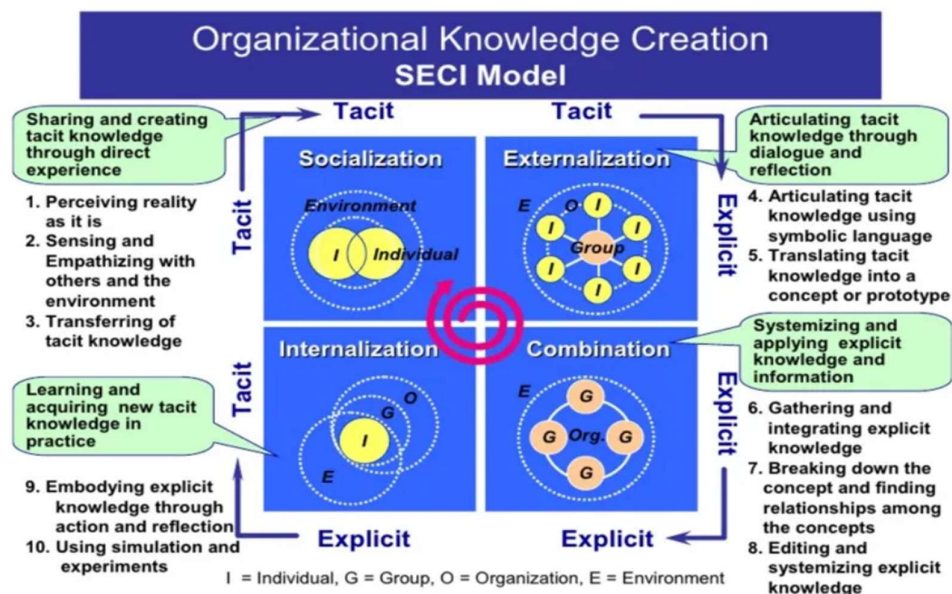 Organizational Knowledge Creation
SECI Model
Tacit
Tacit
Sharing and creating
tacit knowledge
through direct
experience
1. Perceiving reality
as it is
2. Sensing and
Empathizing with
others and the
environment
3. Transferring of
tacit knowledge
Tacit
Socialization
Environment
I
Individual
Externalization
E
O
I
I
I
Group
I
I
I
Explicit
Articulating tacit
knowledge through
dialogue and
reflection
4. Articulating tacit
knowledge using
symbolic language
5. Translating tacit
knowledge into a
concept or prototype
Learning and
acquiring new tacit
knowledge in
practice
9. Embodying explicit
knowledge through
action and reflection
10. Using simulation and
experiments
Tacit
Internalization
O
G
I
E
Combination
E
G
G
Org.
G
G
Explicit
Systemizing and
applying explicit
knowledge and
information
6. Gathering and
integrating explicit
knowledge
7. Breaking down the
concept and finding
relationships among
the concepts
8. Editing and
systemizing explicit
knowledge
Explicit
Explicit
I = Individual, G = Group, O = Organization, E = Environment